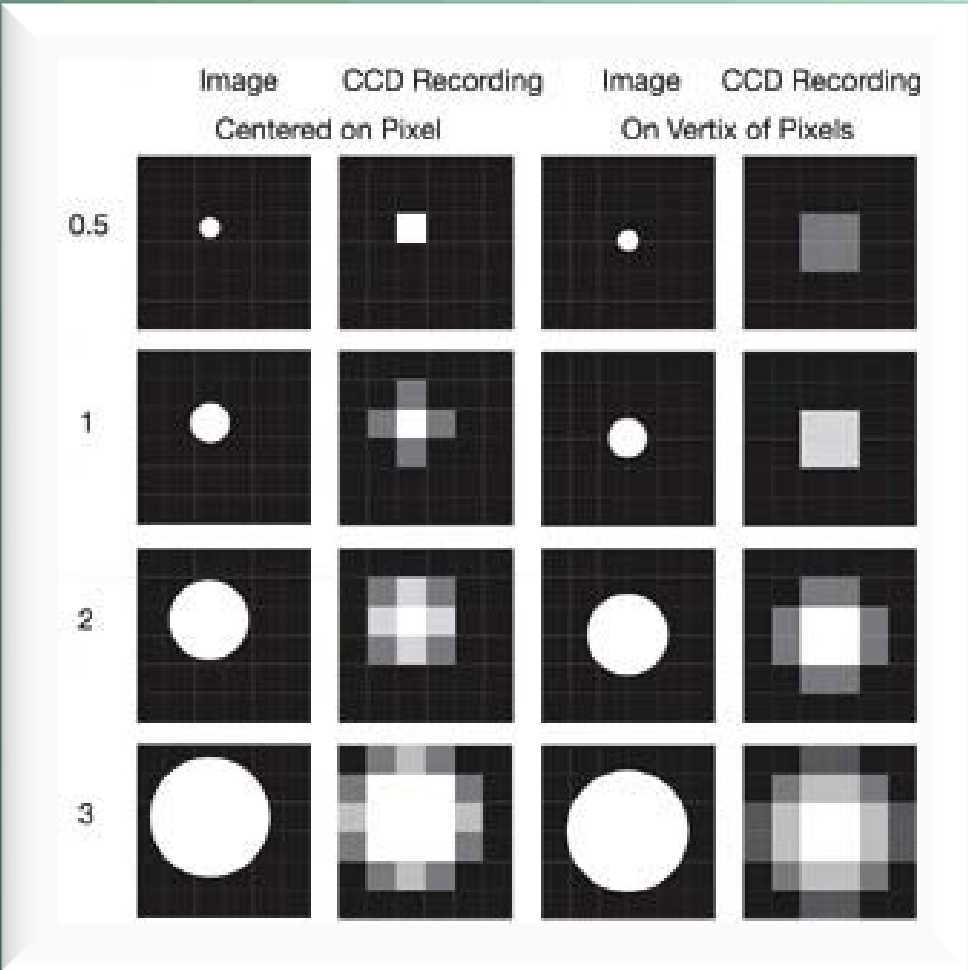 Image CCD Recording Image CCD Recording
Centered on Pixel On Vertix of Pixels
0.5
1
2
3